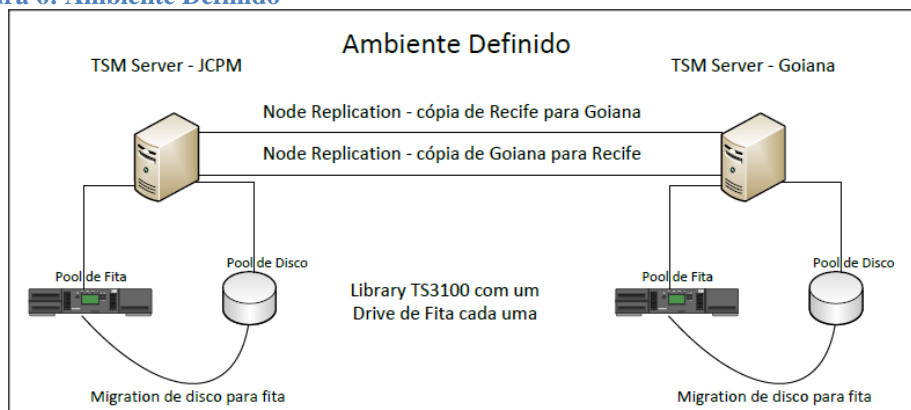 Ambiente Definido
TSM Server - JCPM
TSM Server - Goiana
Node Replication - cópia de Recife para Goiana
Node Replication - cópia de Goiana para Recife
Pool de Fita
Pool de Disco
Pool de Fita
Pool de Disco
Library TS3100 com um
Drive de Fita cada uma
Migration de disco para fita
Migration de disco para fita